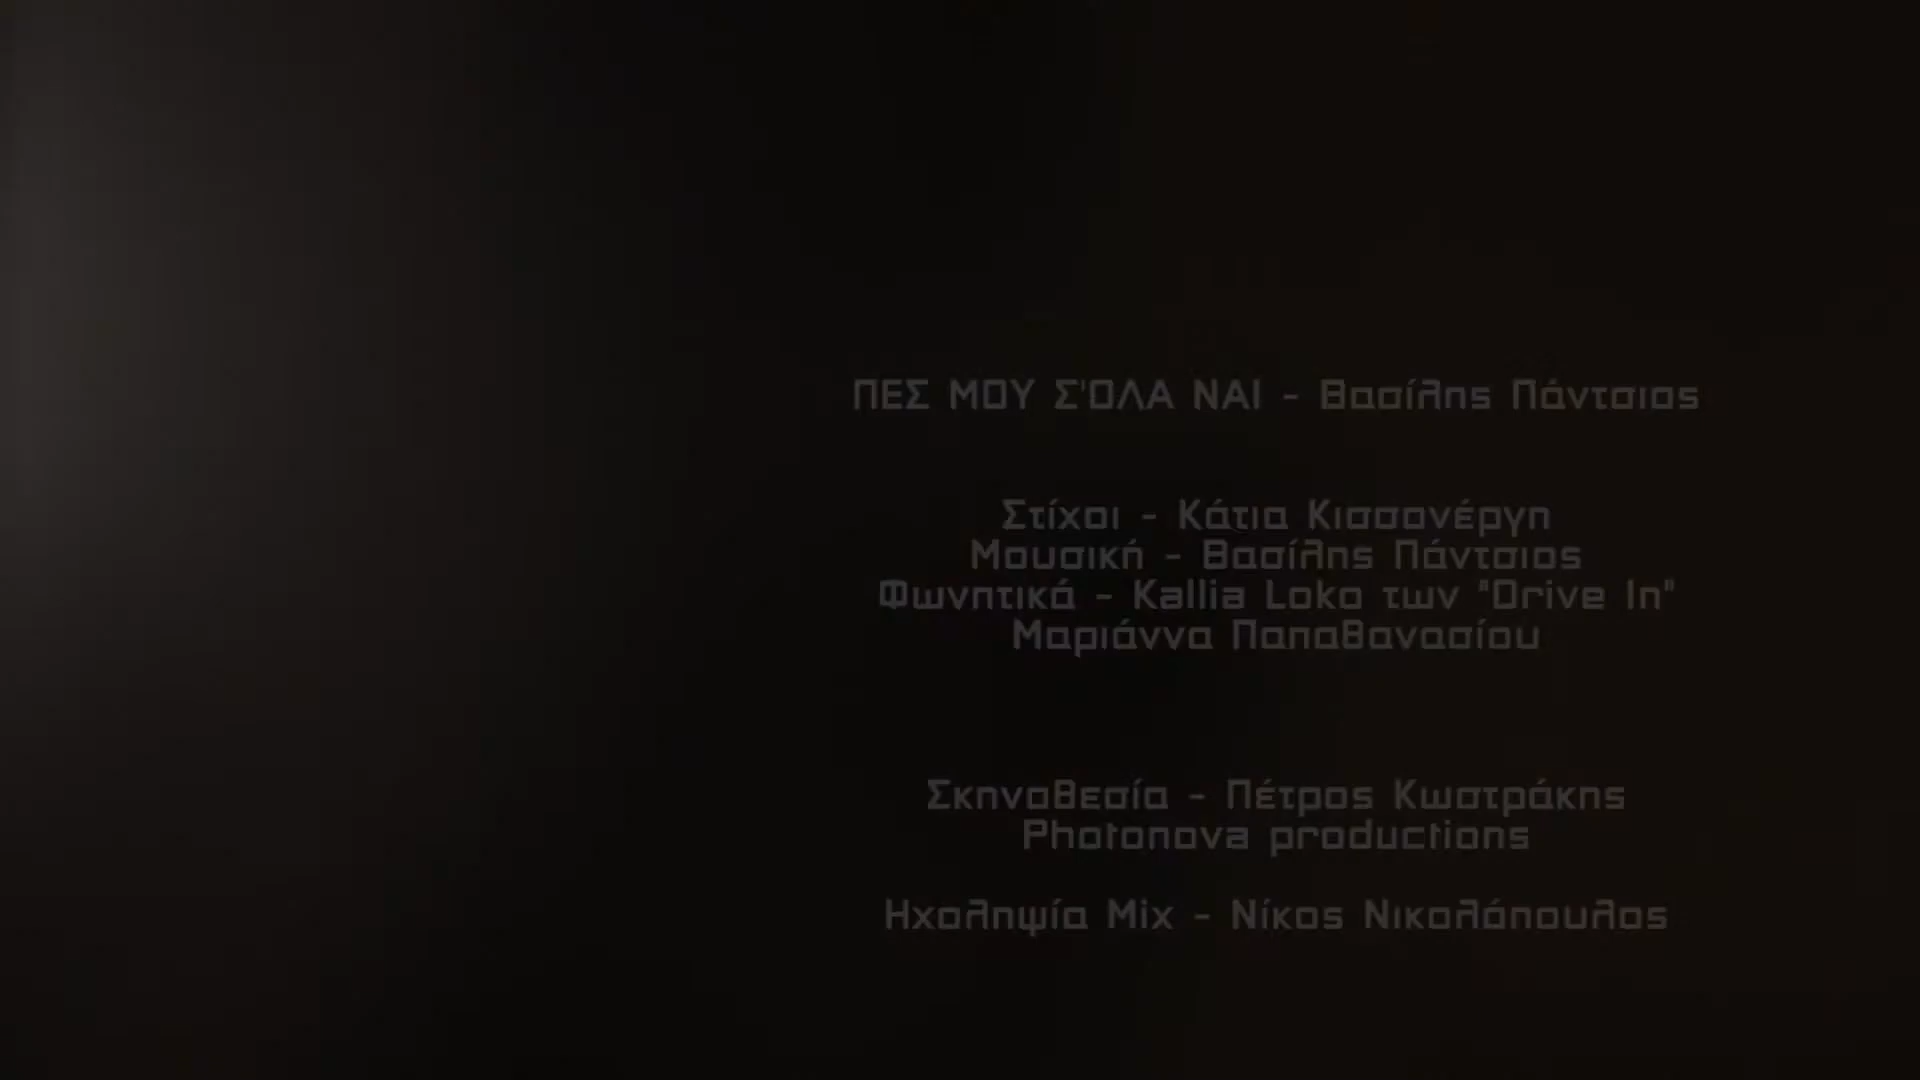 ΠΕΣ ΜΟΥ Σ'ΟΛΑ ΝΑΙ - Βασίλης Πάντσιος
Στίχοι - Κάτια Κισσονέργη
Μουσική - Βασίλης Πάντσιος
Φωνητικά - Kallia Loko των "Drive In"
Μαριάννα Παπαθανασίου
Σκηνοθεσία - Πέτρος Κωστράκης
Photonova productions
Ηχοληψία Mix - Νίκος Νικολόπουλος